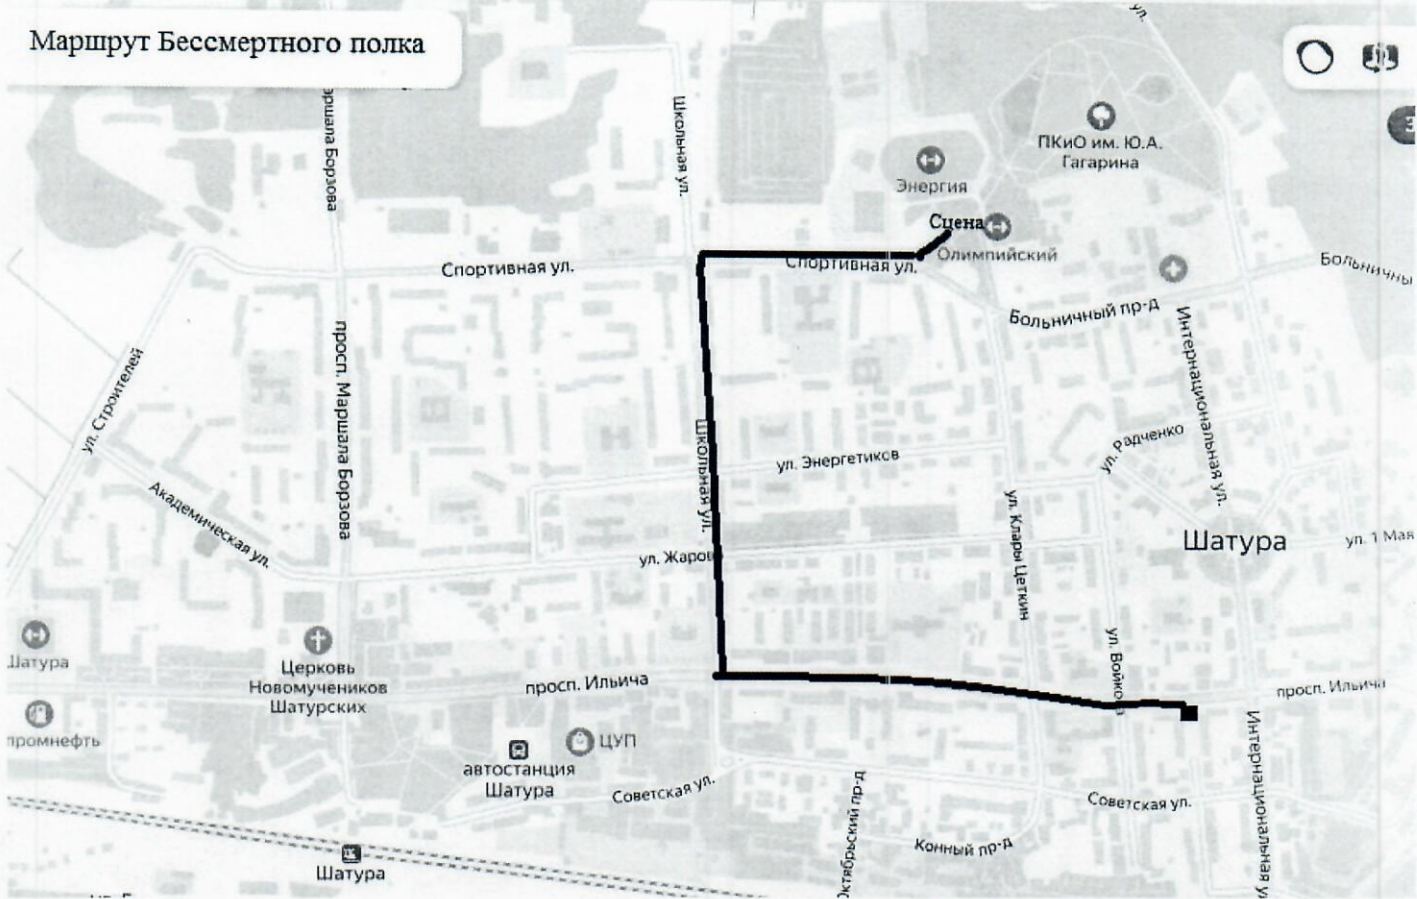 Маршрут Бессмертного полка
ул.
Школьная ул.
ршала Борзова
ПКиО им. Ю.А.
Гагарина
Энергия
Сцена
Олимпийский
Спортивная ул.
Спортивная ул.
Больничны
Больничный пр-д
Интернациональная ул.
просп. Маршала Борзова
ул. Строителей
Школьная ул.
ул. Энергетиков
ул. Радченко
Академическая ул.
ул. Клары Цеткин
ул. Жаров
Шатура
ул. 1 Мая
Шатура
Церковь
Новомучеников
Шатурских
просп. Ильича
ул. Войкова
просп. Ильича
промнефть
ЦУП
автостанция
Шатура
Советская ул.
Советская ул.
Октябрьский пр-д
Конный пр-д
Интернациональная у
Шатура